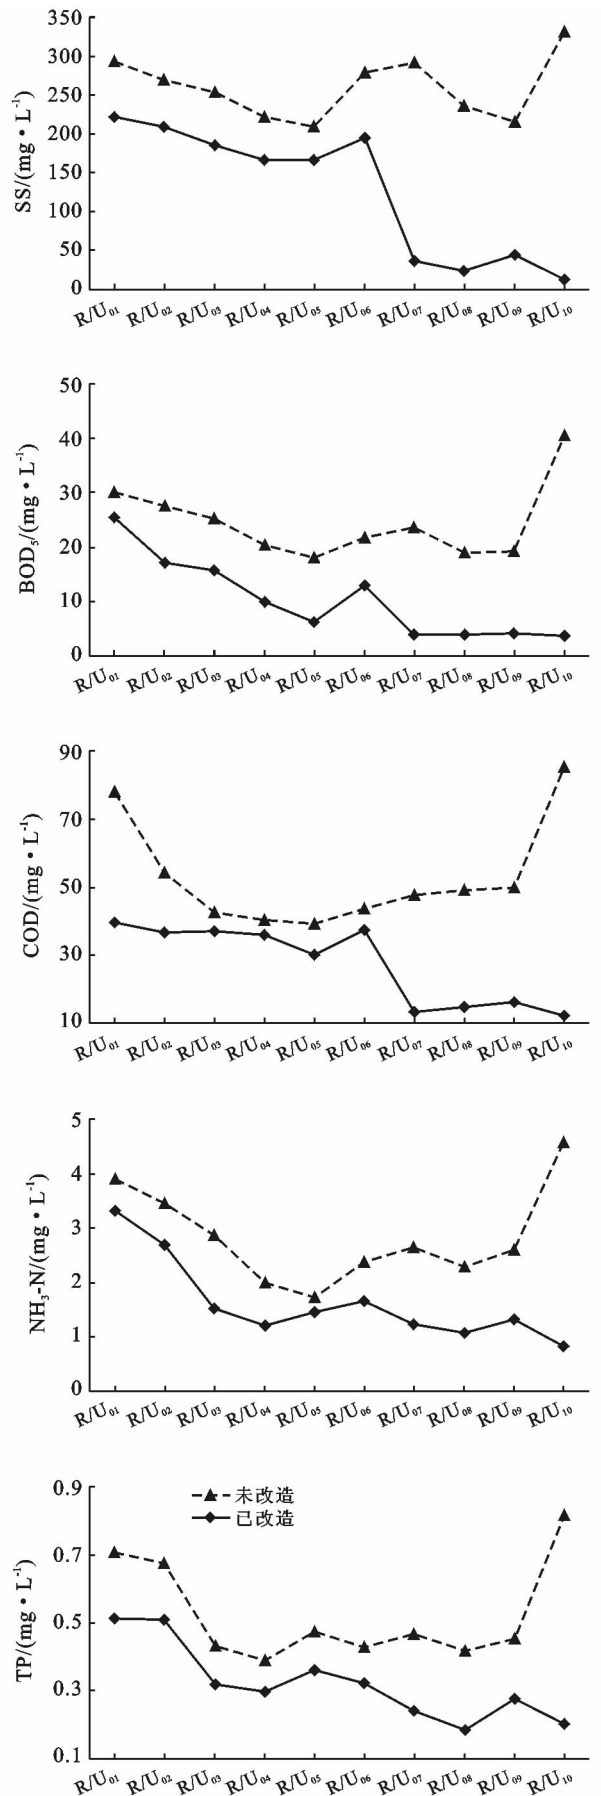 SS/(mg·L⁻¹)
350
300
250
200
150
100
50
0
R/U₀₁ R/U₀₂ R/U₀₃ R/U₀₄ R/U₀₅ R/U₀₆ R/U₀₇ R/U₀₈ R/U₀₉ R/U₁₀
BOD₅/(mg·L⁻¹)
50
40
30
20
10
0
R/U₀₁ R/U₀₂ R/U₀₃ R/U₀₄ R/U₀₅ R/U₀₆ R/U₀₇ R/U₀₈ R/U₀₉ R/U₁₀
COD/(mg·L⁻¹)
90
70
50
30
10
R/U₀₁ R/U₀₂ R/U₀₃ R/U₀₄ R/U₀₅ R/U₀₆ R/U₀₇ R/U₀₈ R/U₀₉ R/U₁₀
NH₃-N/(mg·L⁻¹)
5
4
3
2
1
0
R/U₀₁ R/U₀₂ R/U₀₃ R/U₀₄ R/U₀₅ R/U₀₆ R/U₀₇ R/U₀₈ R/U₀₉ R/U₁₀
TP/(mg·L⁻¹)
0.9
0.7
0.5
0.3
0.1
未改造
已改造
R/U₀₁ R/U₀₂ R/U₀₃ R/U₀₄ R/U₀₅ R/U₀₆ R/U₀₇ R/U₀₈ R/U₀₉ R/U₁₀